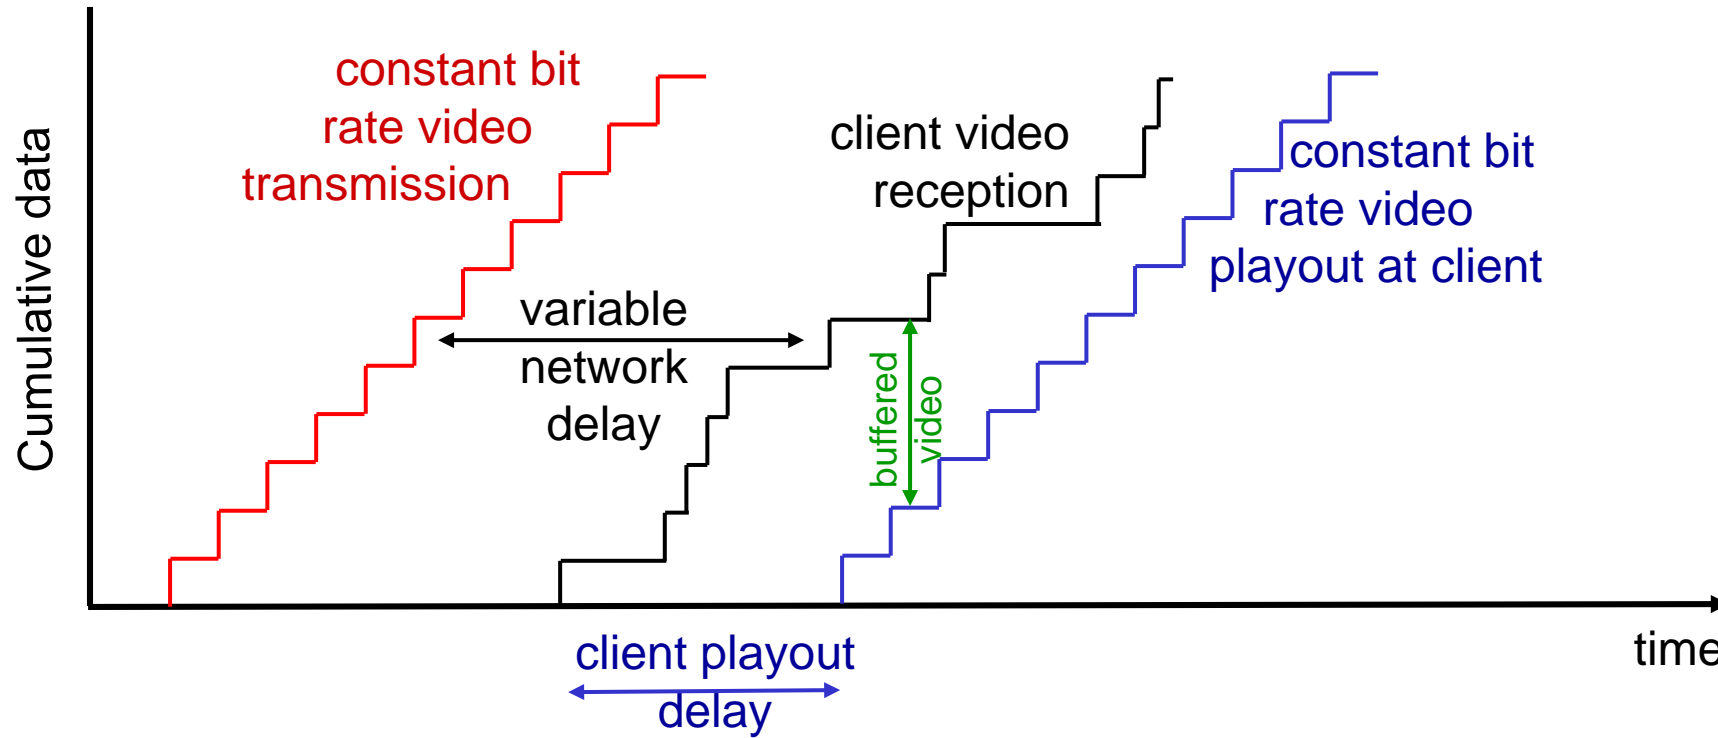 constant bit
rate video
transmission
client video
reception
constant bit
rate video
playout at client
Cumulative data
variable
network
delay
buffered
video
time
client playout
delay